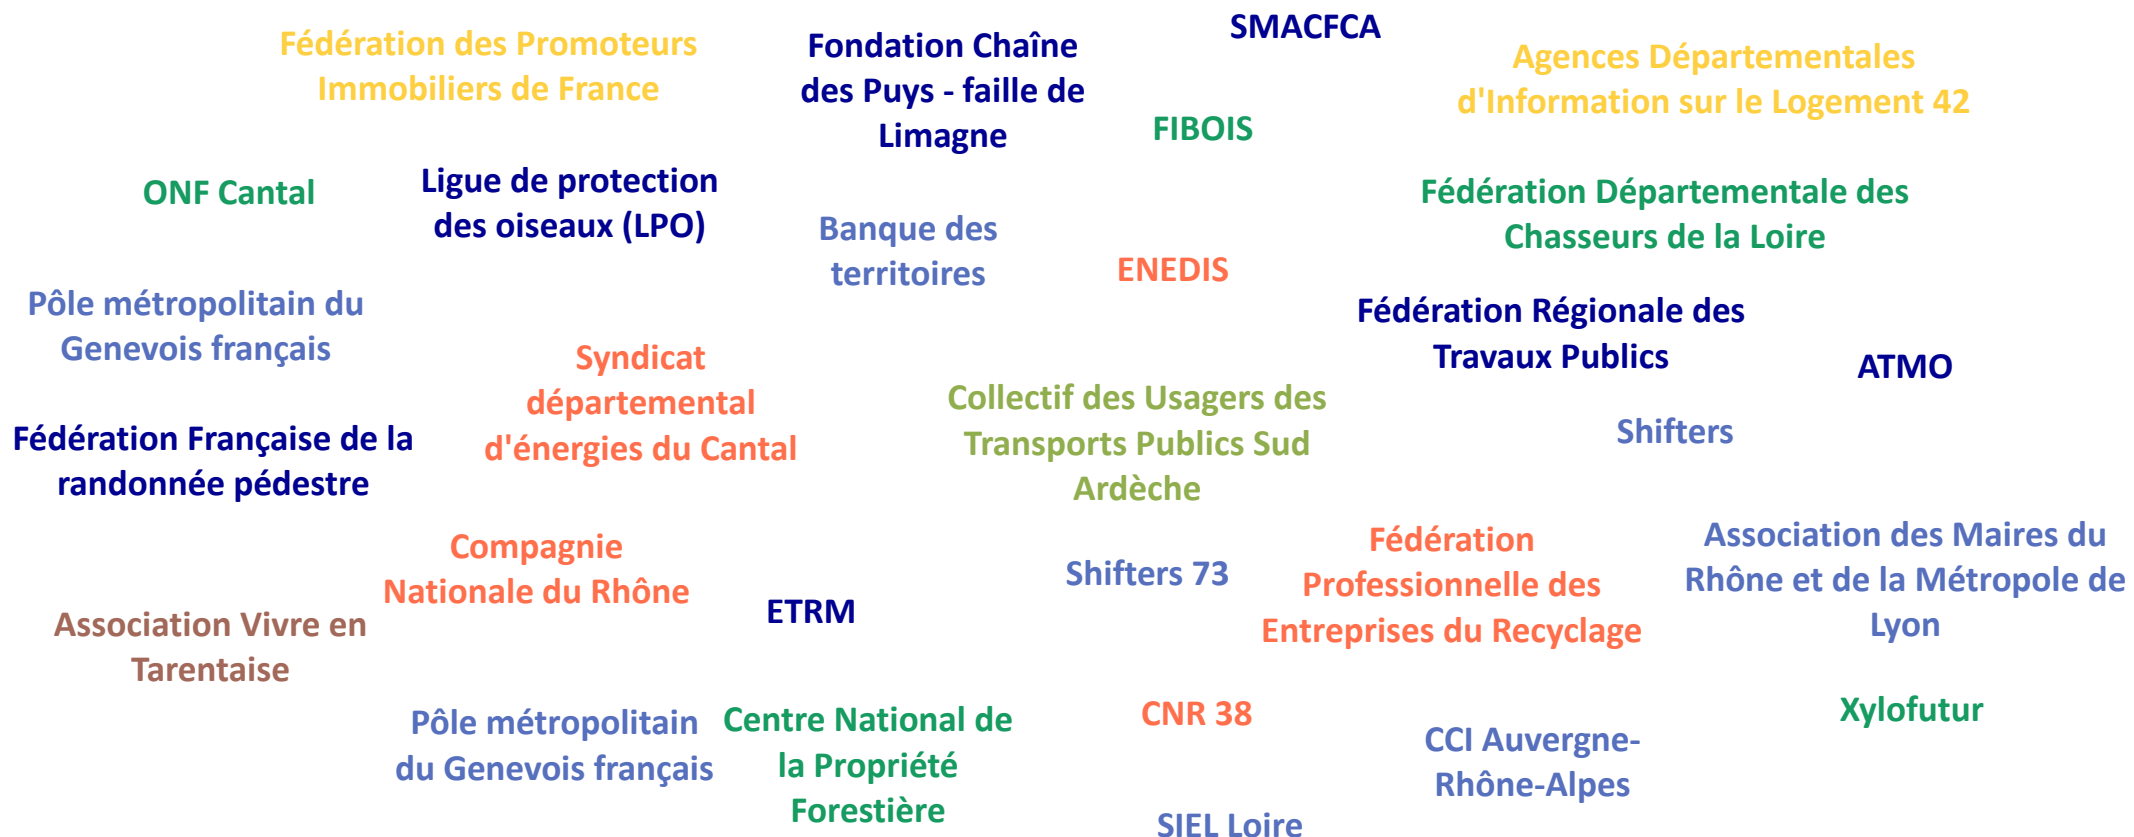 SMACFCA
Fédération des Promoteurs
Immobiliers de France
Fondation Chaîne
des Puys - faille de
Limagne
Agences Départementales
d'Information sur le Logement 42
FIBOIS
ONF Cantal
Ligue de protection
des oiseaux (LPO)
Fédération Départementale des
Chasseurs de la Loire
Banque des
territoires
ENEDIS
Pôle métropolitain du
Genevois français
Fédération Régionale des
Travaux Publics
ATMO
Syndicat
départemental
d'énergies du Cantal
Collectif des Usagers des
Transports Publics Sud
Ardèche
Shifters
Fédération Française de la
randonnée pédestre
Compagnie
Nationale du Rhône
Shifters 73
Fédération
Professionnelle des
Entreprises du Recyclage
Association des Maires du
Rhône et de la Métropole de
Lyon
ETRM
Association Vivre en
Tarentaise
Pôle métropolitain
du Genevois français
Centre National de
la Propriété
Forestière
CNR 38
CCI Auvergne-
Rhône-Alpes
Xylofutur
SIEL Loire